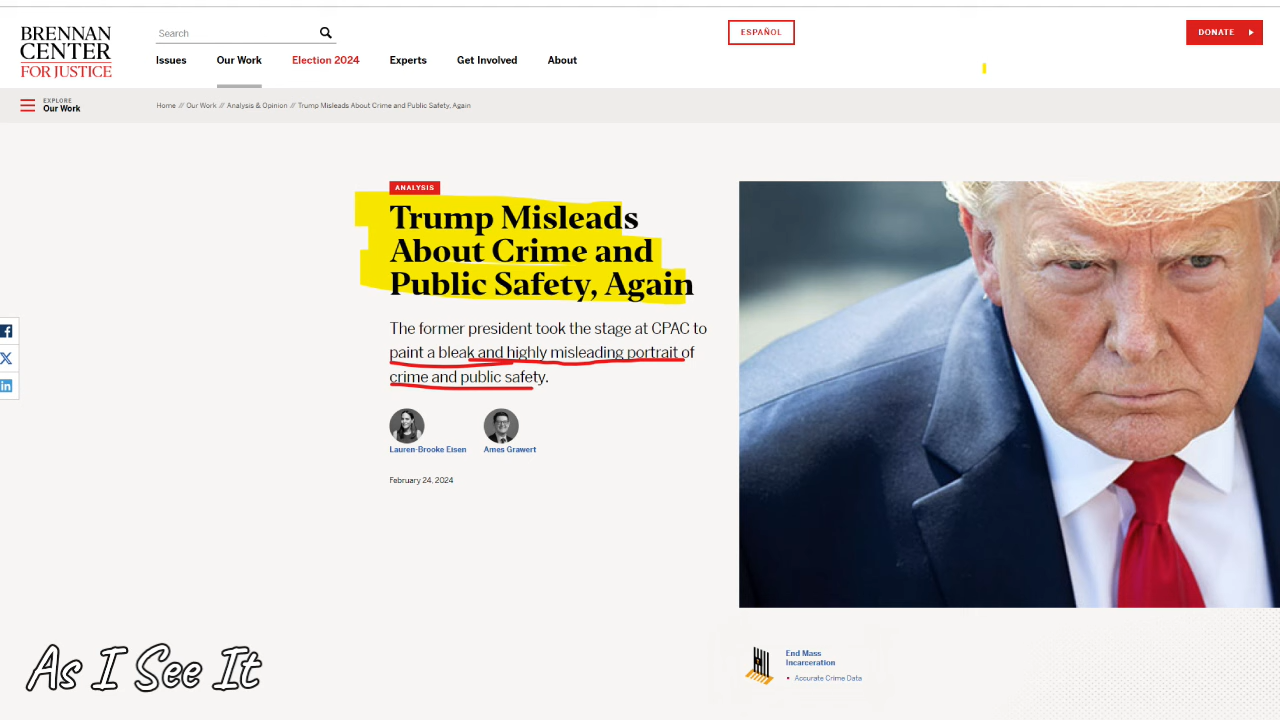 BRENNAN
CENTER
FOR JUSTICE
Search
ESPAÑOL
DONATE
Issues
Our Work
Election 2024
Experts
Get Involved
About
EXPLORE
Our Work
Home // Our Work // Analysis & Opinion // Trump Misleads About Crime and Public Safety, Again
ANALYSIS
Trump Misleads
About Crime and
Public Safety, Again
The former president took the stage at CPAC to
paint a bleak and highly misleading portrait of
crime and public safety.
Lauren-Brooke Eisen
Ames Grawert
February 24, 2024
As I See It
End Mass
Incarceration
Accurate Crime Data